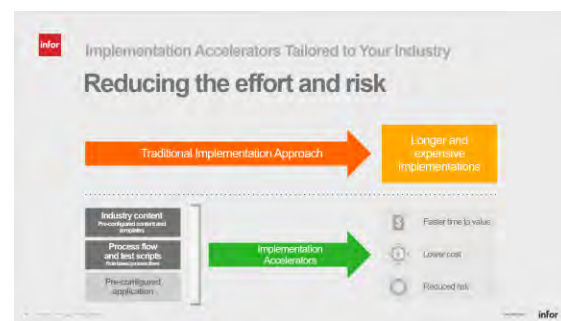 infor
Implementation Accelerators Tailored to Your Industry
Reducing the effort and risk
Traditional Implementation Approach
Longer and
expensive
implementations
Industry content
Pre-configured content and
templates
Process flow
and test scripts
Pre-configured
application
Implementation
Accelerators
Faster time to value
Lower cost
Reduced risk
infor